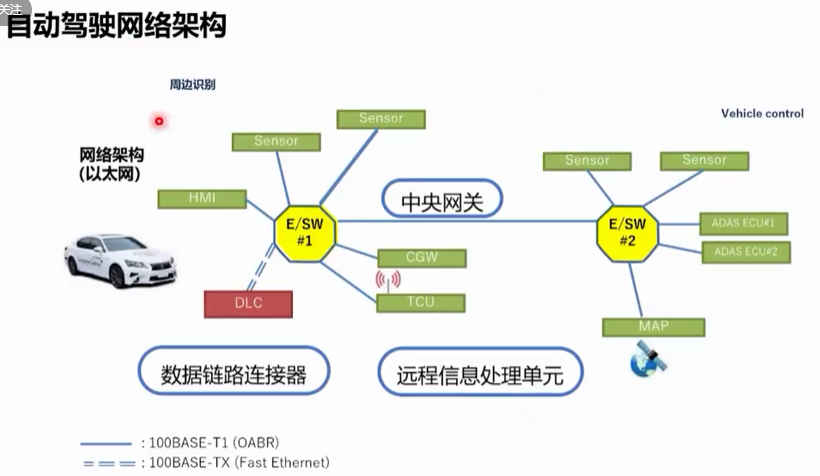 关注
自动驾驶网络架构
周边识别
Vehicle control
网络架构
(以太网)
Sensor
Sensor
Sensor
Sensor
HMI
中央网关
E/SW
#1
E/SW
#2
ADAS ECU#1
ADAS ECU#2
CGW
DLC
TCU
MAP
数据链路连接器
远程信息处理单元
: 100BASE-T1 (OABR)
: 100BASE-TX (Fast Ethernet)